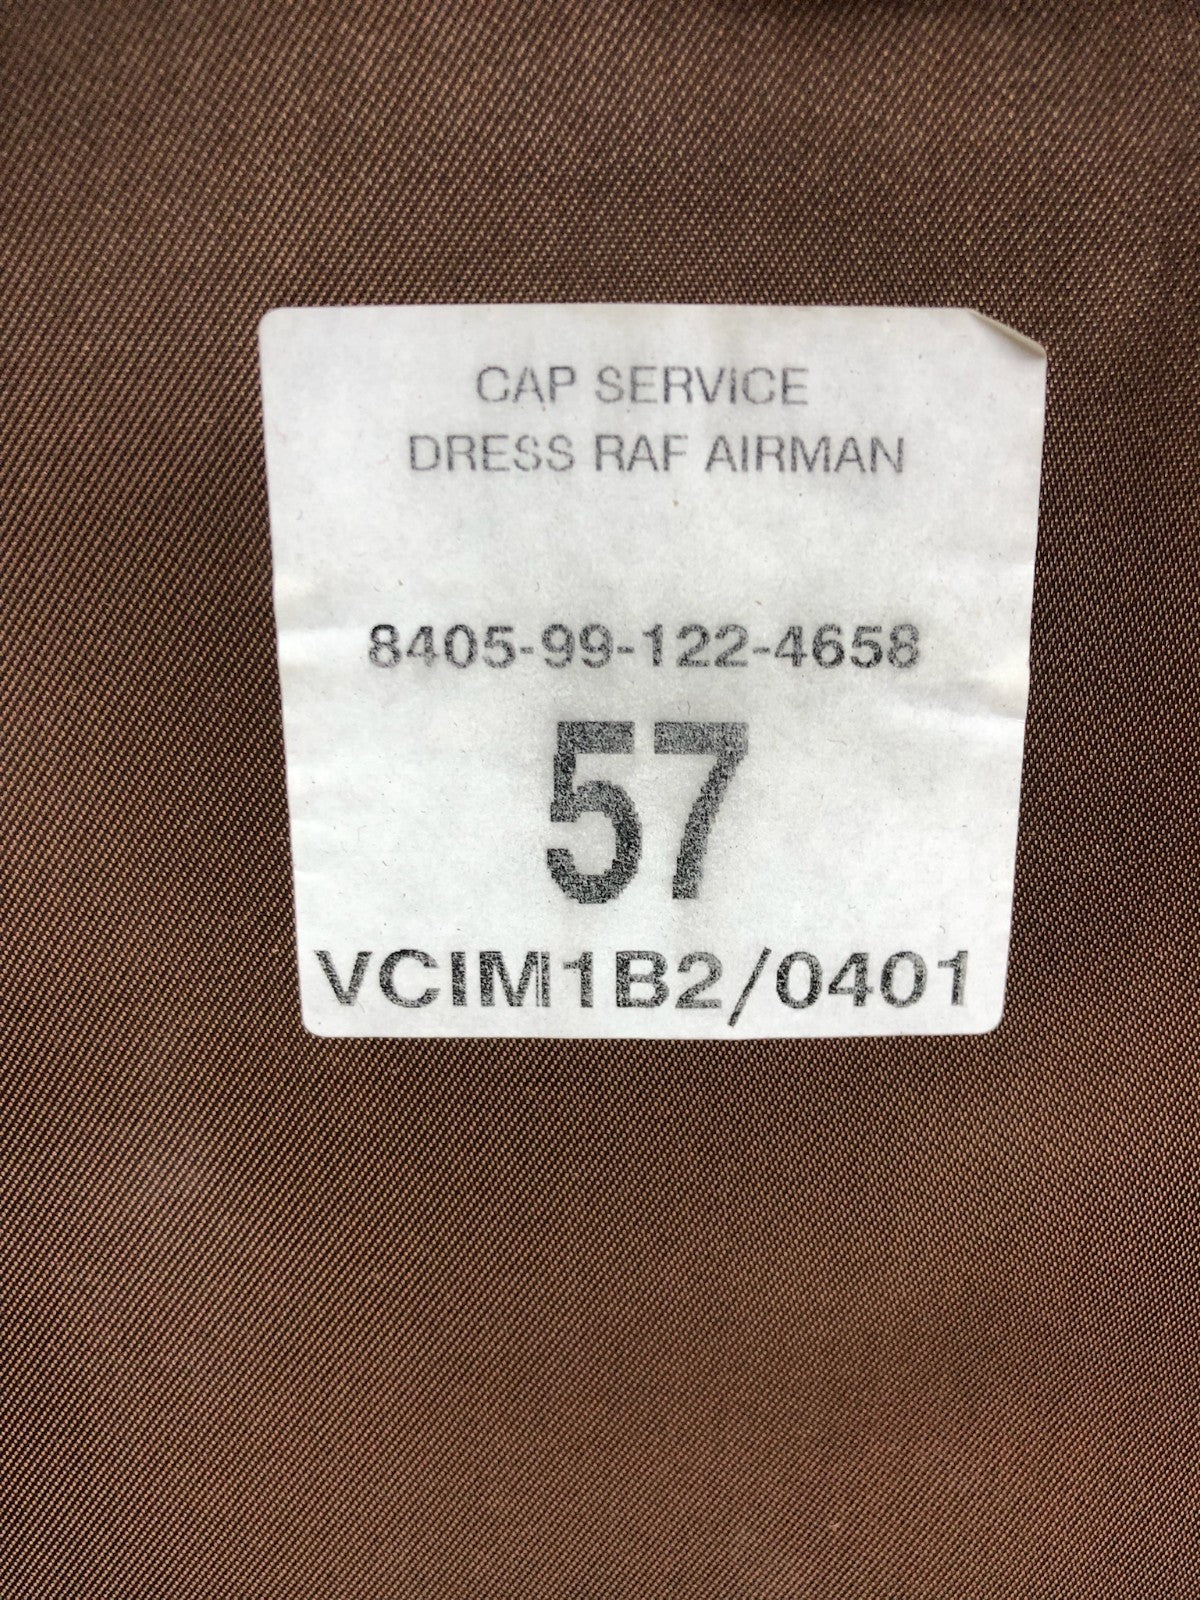 CAP SERVICE
DRESS RAF AIRMAN
8405-99-122-4658
57
VCIM1B2/0401